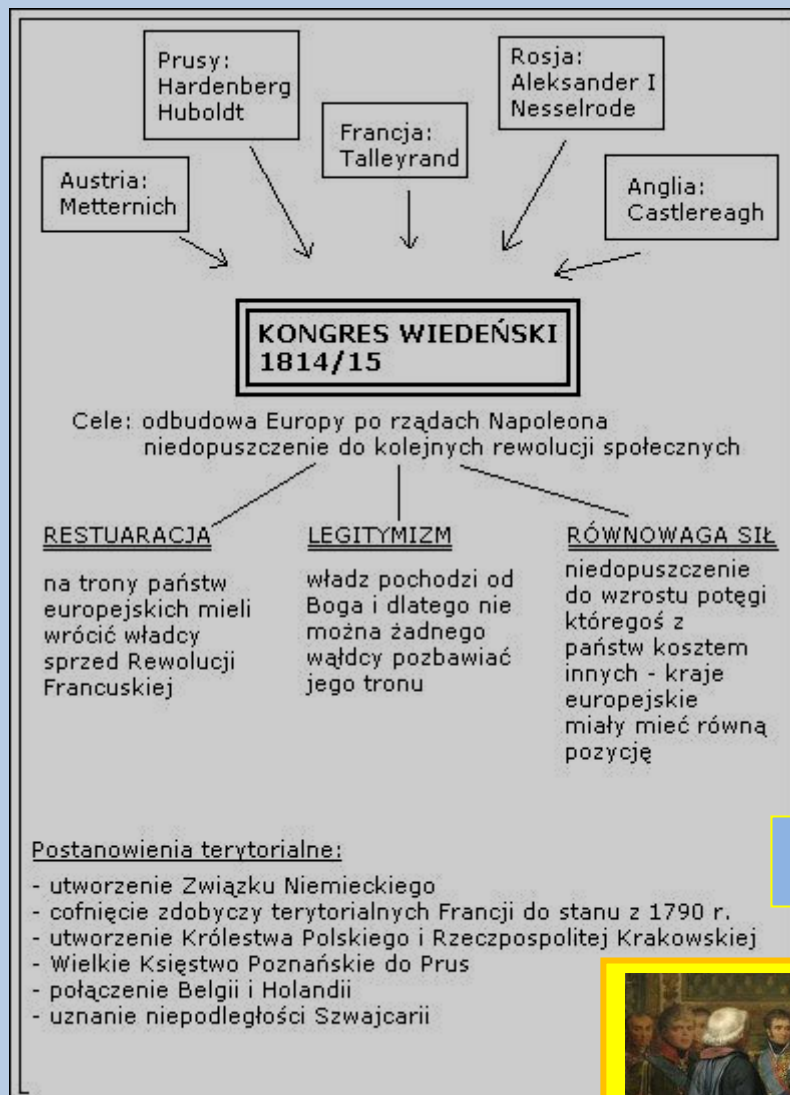 Prusy:
Hardenberg
Huboldt
Rosja:
Aleksander I
Nesselrode
Francja:
Talleyrand
Austria:
Metternich
Anglia:
Castlereagh
KONGRES WIEDEŃSKI
1814/15
Cele: odbudowa Europy po rządach Napoleona
niedopuszczenie do kolejnych rewolucji społecznych
RESTUARACJA
na trony państw
europejskich mieli
wrócić władcy
sprzed Rewolucji
Francuskiej
LEGITYMIZM
władz pochodzi od
Boga i dlatego nie
można żadnego
wąłdcy pozbawiać
jego tronu
RÓWNOWAGA SIŁ
niedopuszczenie
do wzrostu potęgi
któregoś z
państw kosztem
innych - kraje
europejskie
miały mieć równą
pozycję
Postanowienia terytorialne:
- utworzenie Związku Niemieckiego
- cofnięcie zdobyczy terytorialnych Francji do stanu z 1790 r.
- utworzenie Królestwa Polskiego i Rzeczpospolitej Krakowskiej
- Wielkie Księstwo Poznańskie do Prus
- połączenie Belgii i Holandii
- uznanie niepodległości Szwajcarii